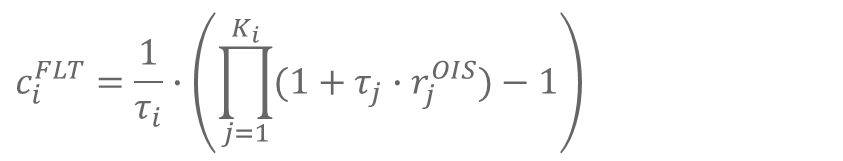 c_i^{FLT} = \frac{1}{\tau_i} \cdot \left( \prod_{j=1}^{K_i} (1 + \tau_j \cdot r_j^{OIS}) - 1 \right)